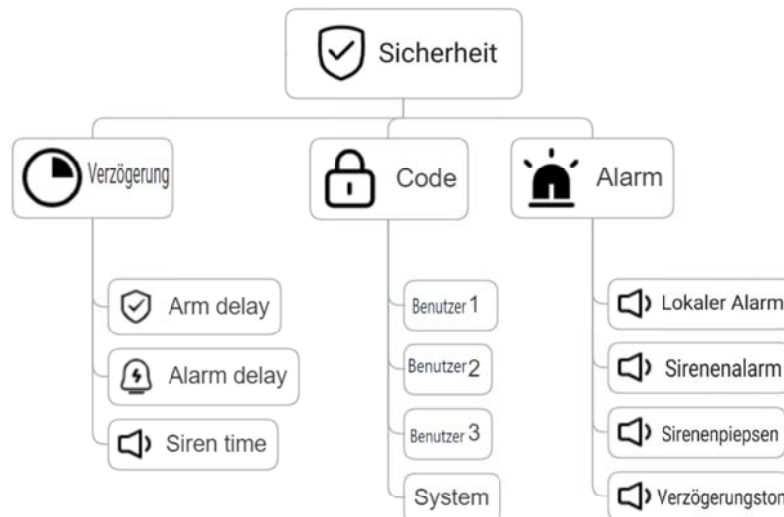 Sicherheit
Verzögerung
Code
Alarm
Arm delay
Alarm delay
Siren time
Benutzer 1
Benutzer 2
Benutzer 3
System
Lokaler Alarm
Sirenenalarm
Sirenenpiepsen
Verzögerungston